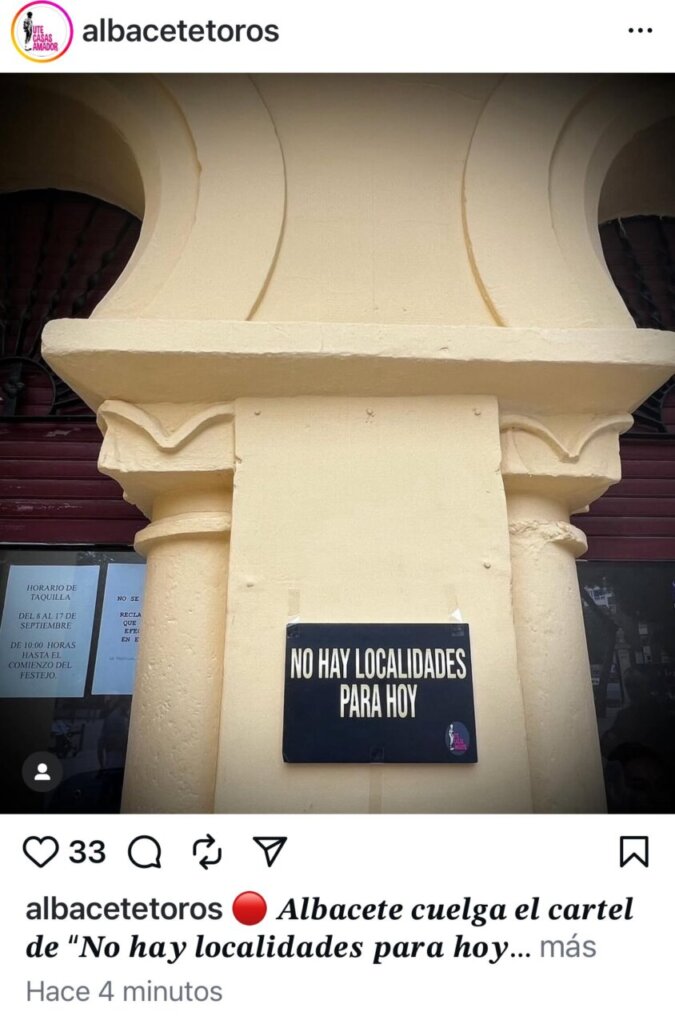 UTE
CASAS
AMADOR
albacetetoros
HORARIO DE
TAQUILLA
DEL 8 AL 17 DE
SEPTIEMBRE
DE 10:00 HORAS
HASTA EL
COMIENZO DEL
FESTEJO.
NO SE
RECLA
QUE
EFE
EN E
NO HAY LOCALIDADES
PARA HOY
33
albacetetoros 🔴 Albacete cuelga el cartel
de "No hay localidades para hoy... más
Hace 4 minutos